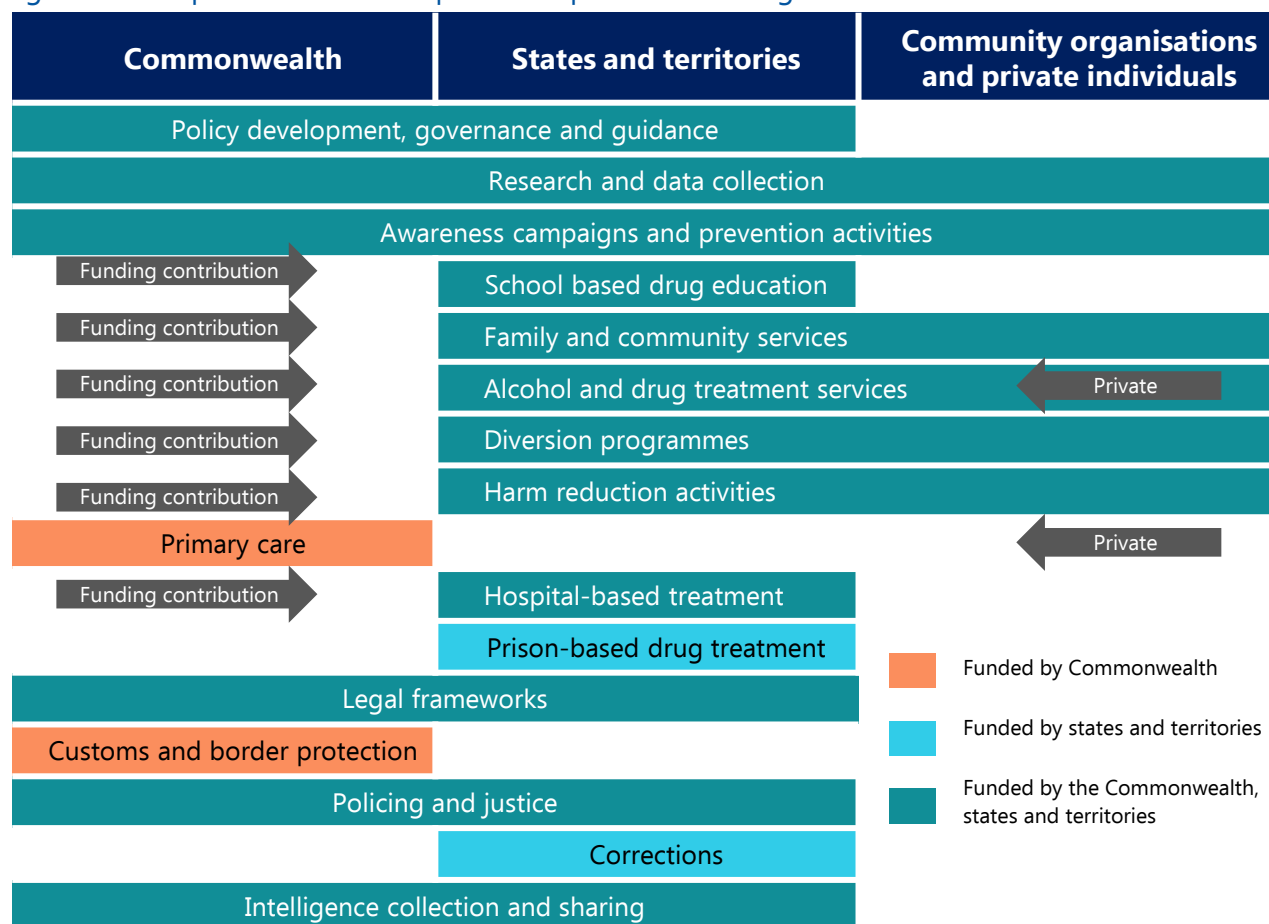 Commonwealth
States and territories
Community organisations
and private individuals
Policy development, governance and guidance
Research and data collection
Awareness campaigns and prevention activities
Funding contribution
School based drug education
Funding contribution
Family and community services
Funding contribution
Alcohol and drug treatment services
Private
Funding contribution
Diversion programmes
Funding contribution
Harm reduction activities
Primary care
Private
Funding contribution
Hospital-based treatment
Prison-based drug treatment
Legal frameworks
Customs and border protection
Policing and justice
Corrections
Intelligence collection and sharing
Funded by Commonwealth
Funded by states and territories
Funded by the Commonwealth,
states and territories